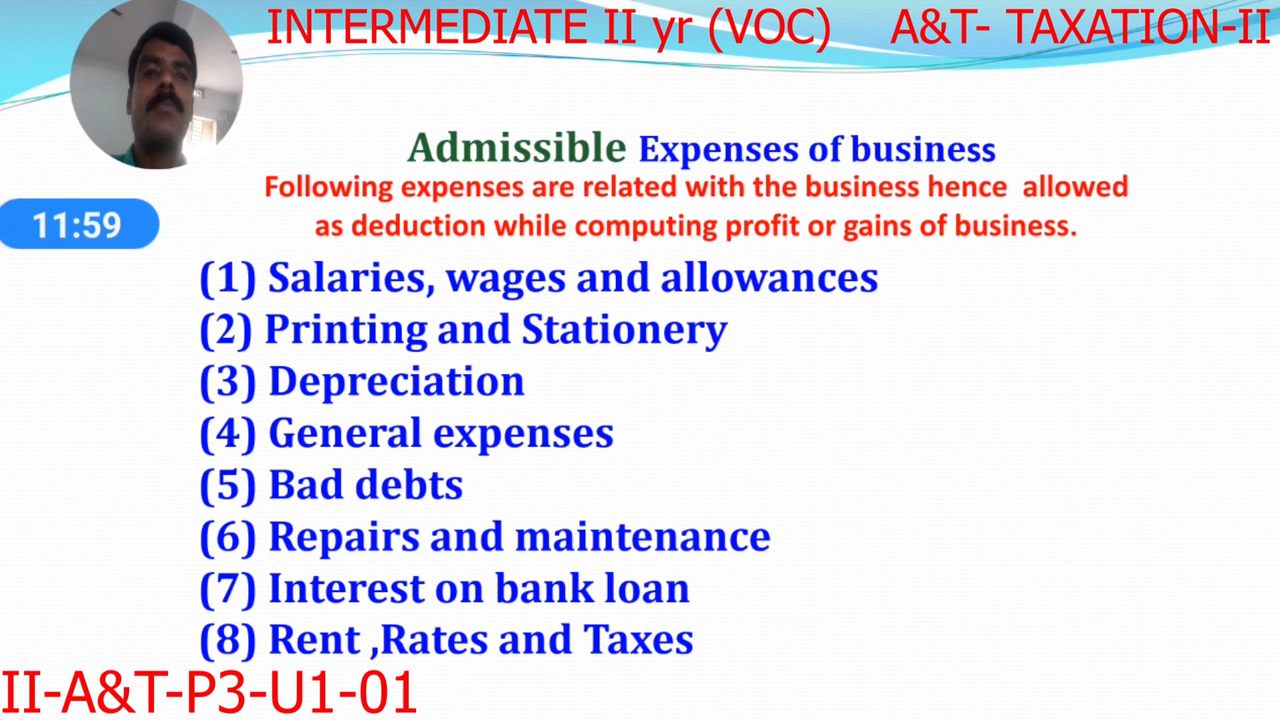 INTERMEDIATE II yr (VOC) A&T- TAXATION-II
Admissible Expenses of business
Following expenses are related with the business hence allowed
as deduction while computing profit or gains of business.
11:59
(1) Salaries, wages and allowances
(2) Printing and Stationery
(3) Depreciation
(4) General expenses
(5) Bad debts
(6) Repairs and maintenance
(7) Interest on bank loan
(8) Rent ,Rates and Taxes
II-A&T-P3-U1-01